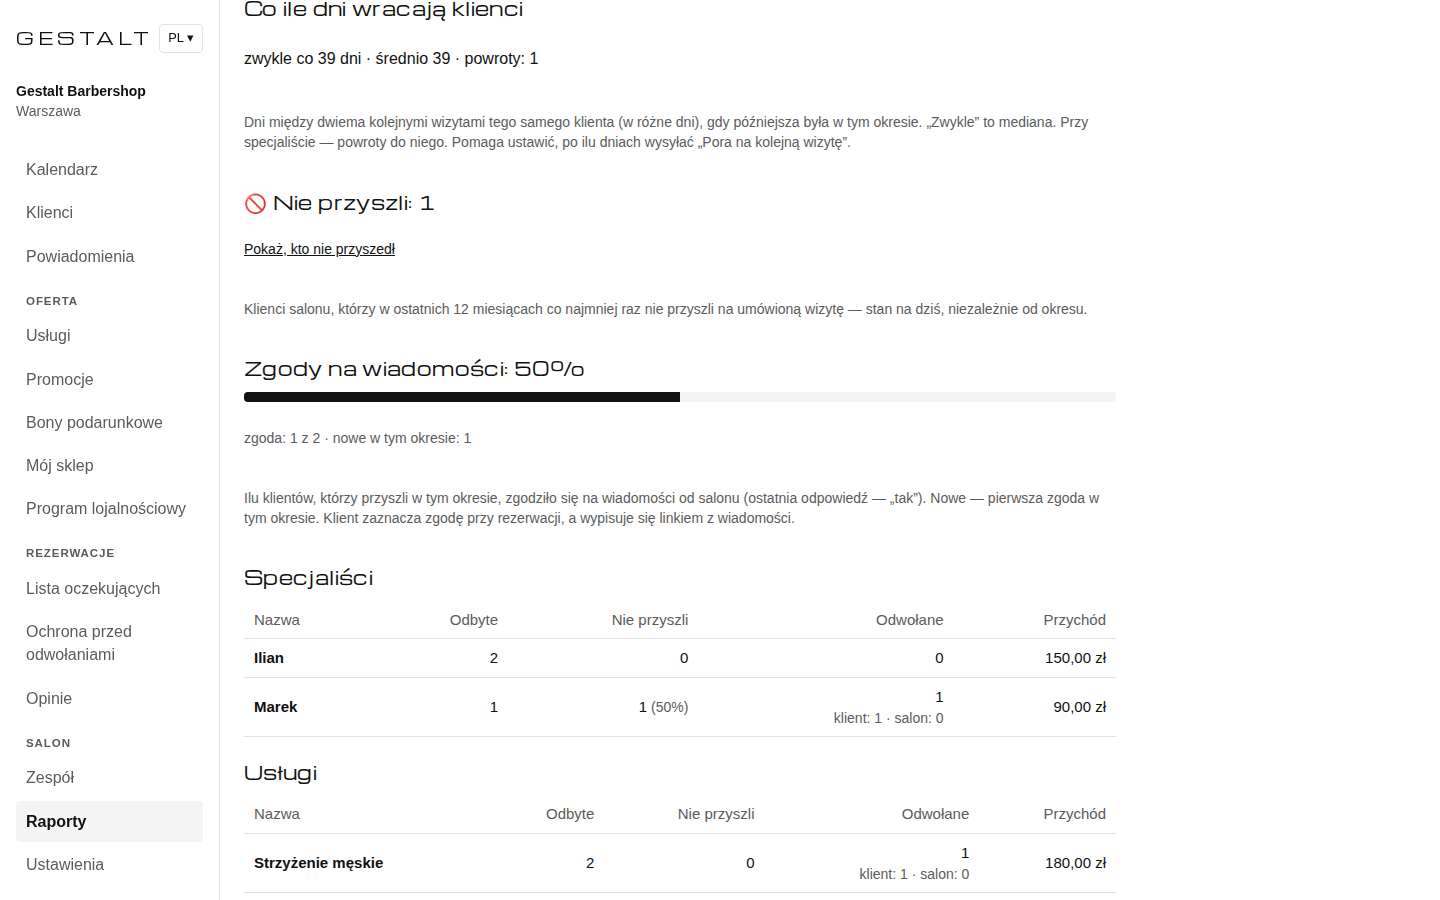 GESTALT
PL ▾
Gestalt Barbershop
Warszawa
Kalendarz
Klienci
Powiadomienia
OFERTA
Usługi
Promocje
Bony podarunkowe
Mój sklep
Program lojalnościowy
REZERWACJE
Lista oczekujących
Ochrona przed
odwołaniami
Opinie
SALON
Zespół
Raporty
Ustawienia
Co ile dni wracają klienci
zwykle co 39 dni · średnio 39 · powroty: 1
Dni między dwiema kolejnymi wizytami tego samego klienta (w różne dni), gdy późniejsza była w tym okresie. „Zwykle” to mediana. Przy
specjaliście — powroty do niego. Pomaga ustawić, po ilu dniach wysyłać „Pora na kolejną wizytę”.
🚫 Nie przyszli: 1
Pokaż, kto nie przyszedł
Klienci salonu, którzy w ostatnich 12 miesiącach co najmniej raz nie przyszli na umówioną wizytę — stan na dziś, niezależnie od okresu.
Zgody na wiadomości: 50%
zgoda: 1 z 2 · nowe w tym okresie: 1
Ilu klientów, którzy przyszli w tym okresie, zgodziło się na wiadomości od salonu (ostatnia odpowiedź — „tak”). Nowe — pierwsza zgoda w
tym okresie. Klient zaznacza zgodę przy rezerwacji, a wypisuje się linkiem z wiadomości.
Specjaliści
Nazwa Odbyte Nie przyszli Odwołane Przychód
Ilian 2 0 0 150,00 zł
Marek 1 1 (50%) 1 90,00 zł
klient: 1 · salon: 0
Usługi
Nazwa Odbyte Nie przyszli Odwołane Przychód
Strzyżenie męskie 2 0 1 180,00 zł
klient: 1 · salon: 0